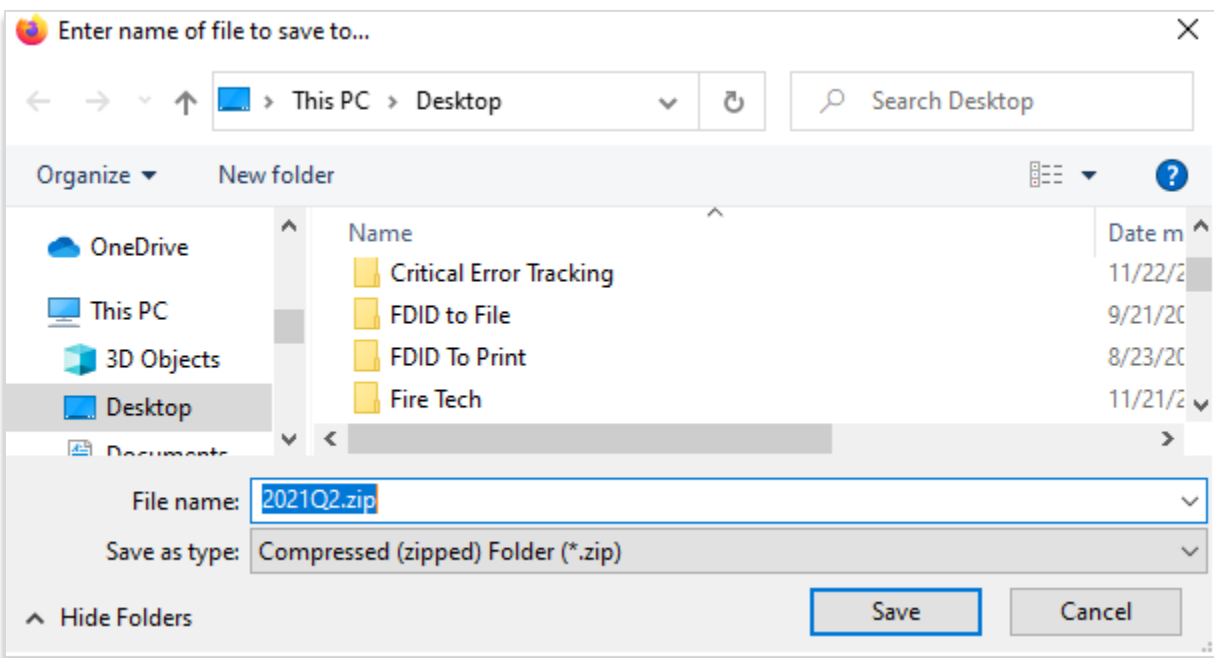 Enter name of file to save to...
This PC > Desktop
Search Desktop
Organize
New folder
?
OneDrive
This PC
3D Objects
Desktop
Documents
Name
Date m
Critical Error Tracking
11/22/2
FDID to File
9/21/20
FDID To Print
8/23/20
Fire Tech
11/21/2
File name: 2021Q2.zip
Save as type: Compressed (zipped) Folder (*.zip)
Hide Folders
Save
Cancel